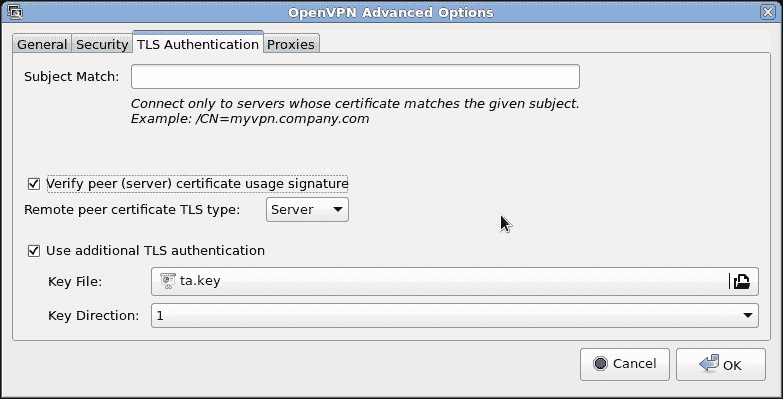 OpenVPN Advanced Options
General Security TLS Authentication Proxies
Subject Match:
Connect only to servers whose certificate matches the given subject.
Example: /CN=myvpn.company.com
Verify peer (server) certificate usage signature
Remote peer certificate TLS type: Server
Use additional TLS authentication
Key File: ta.key
Key Direction: 1
Cancel OK